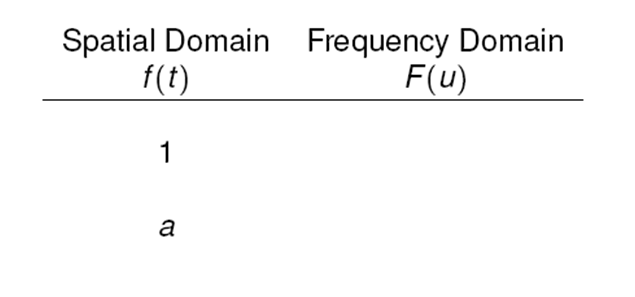 Spatial Domain Frequency Domain
f(t) F(u)
1
a